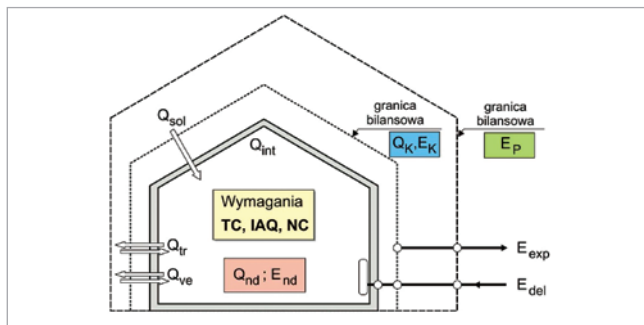 granica
bilansowa
granica
bilansowa
Q_K, E_K
E_P
Q_sol
Q_int
Wymagania
TC, IAQ, NC
Q_tr
Q_ve
Q_nd ; E_nd
E_exp
E_del